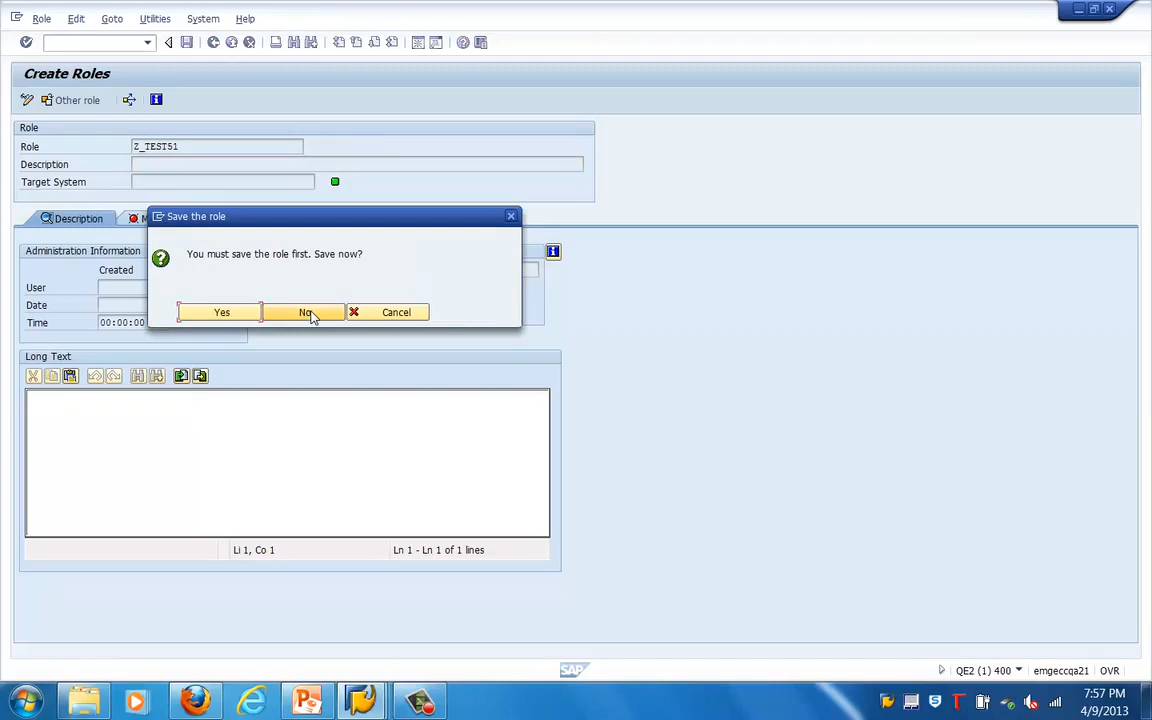 Role Edit Goto Utilities System Help
Create Roles
Other role
Role
Role Z_TEST51
Description
Target System
Description M
Save the role
You must save the role first. Save now?
Yes No Cancel
Administration Information
Created
User
Date
Time 00:00:00
Long Text
Li 1, Co 1 Ln 1 - Ln 1 of 1 lines
SAP
QE2 (1) 400 emgeccqa21 OVR
7:57 PM
4/9/2013